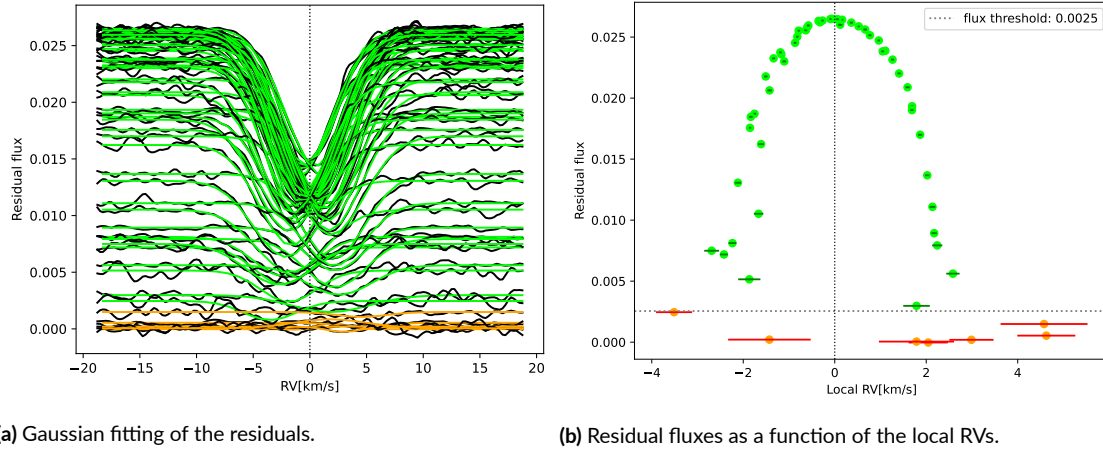 0.025
0.020
0.015
0.010
0.005
0.000
Residual flux
−20 −15 −10 −5 0 5 10 15 20
RV[km/s]
flux threshold: 0.0025
0.025
0.020
0.015
0.010
0.005
0.000
Residual flux
−4 −2 0 2 4
Local RV[km/s]
a) Gaussian fitting of the residuals.
(b) Residual fluxes as a function of the local RVs.